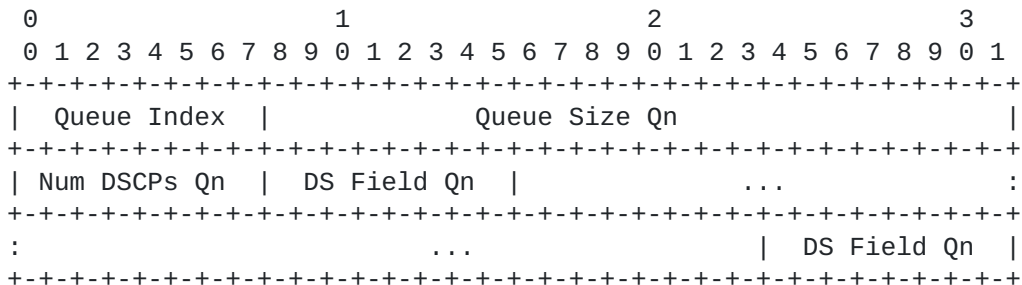 0                   1                   2                   3
 0 1 2 3 4 5 6 7 8 9 0 1 2 3 4 5 6 7 8 9 0 1 2 3 4 5 6 7 8 9 0 1
+-+-+-+-+-+-+-+-+-+-+-+-+-+-+-+-+-+-+-+-+-+-+-+-+-+-+-+-+-+-+-+-+
|  Queue Index  |             Queue Size Qn                     |
+-+-+-+-+-+-+-+-+-+-+-+-+-+-+-+-+-+-+-+-+-+-+-+-+-+-+-+-+-+-+-+-+
| Num DSCPs Qn  |  DS Field Qn  |              ...              :
+-+-+-+-+-+-+-+-+-+-+-+-+-+-+-+-+-+-+-+-+-+-+-+-+-+-+-+-+-+-+-+-+
:                          ...                  |  DS Field Qn  |
+-+-+-+-+-+-+-+-+-+-+-+-+-+-+-+-+-+-+-+-+-+-+-+-+-+-+-+-+-+-+-+-+